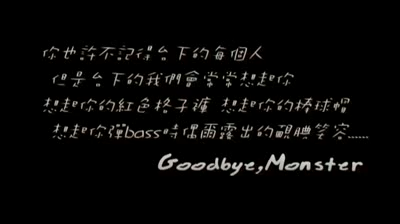 你也許不記得台下的每個人
但是台下的我們會常常想起你
想起你的紅色格子褲 想起你的棒球帽
想起你彈bass時偶爾露出的靦腆笑容......
Goodbye,Monster